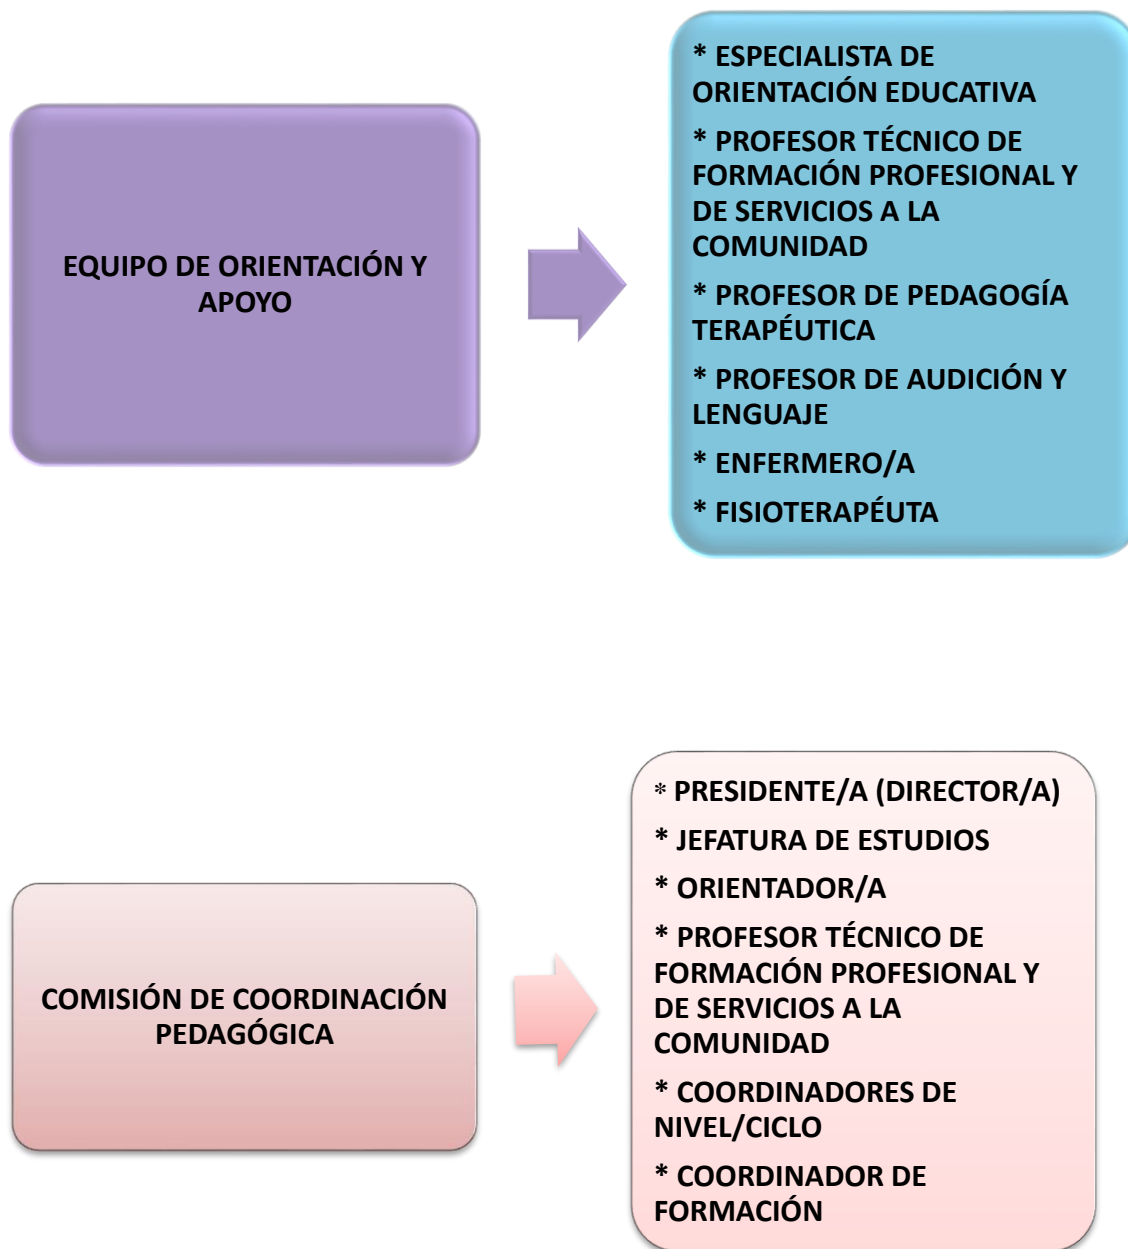 EQUIPO DE ORIENTACIÓN Y
APOYO
* ESPECIALISTA DE
ORIENTACIÓN EDUCATIVA
* PROFESOR TÉCNICO DE
FORMACIÓN PROFESIONAL Y
DE SERVICIOS A LA
COMUNIDAD
* PROFESOR DE PEDAGOGÍA
TERAPÉUTICA
* PROFESOR DE AUDICIÓN Y
LENGUAJE
* ENFERMERO/A
* FISIOTERAPÉUTA
COMISIÓN DE COORDINACIÓN
PEDAGÓGICA
* PRESIDENTE/A (DIRECTOR/A)
* JEFATURA DE ESTUDIOS
* ORIENTADOR/A
* PROFESOR TÉCNICO DE
FORMACIÓN PROFESIONAL Y
DE SERVICIOS A LA
COMUNIDAD
* COORDINADORES DE
NIVEL/CICLO
* COORDINADOR DE
FORMACIÓN